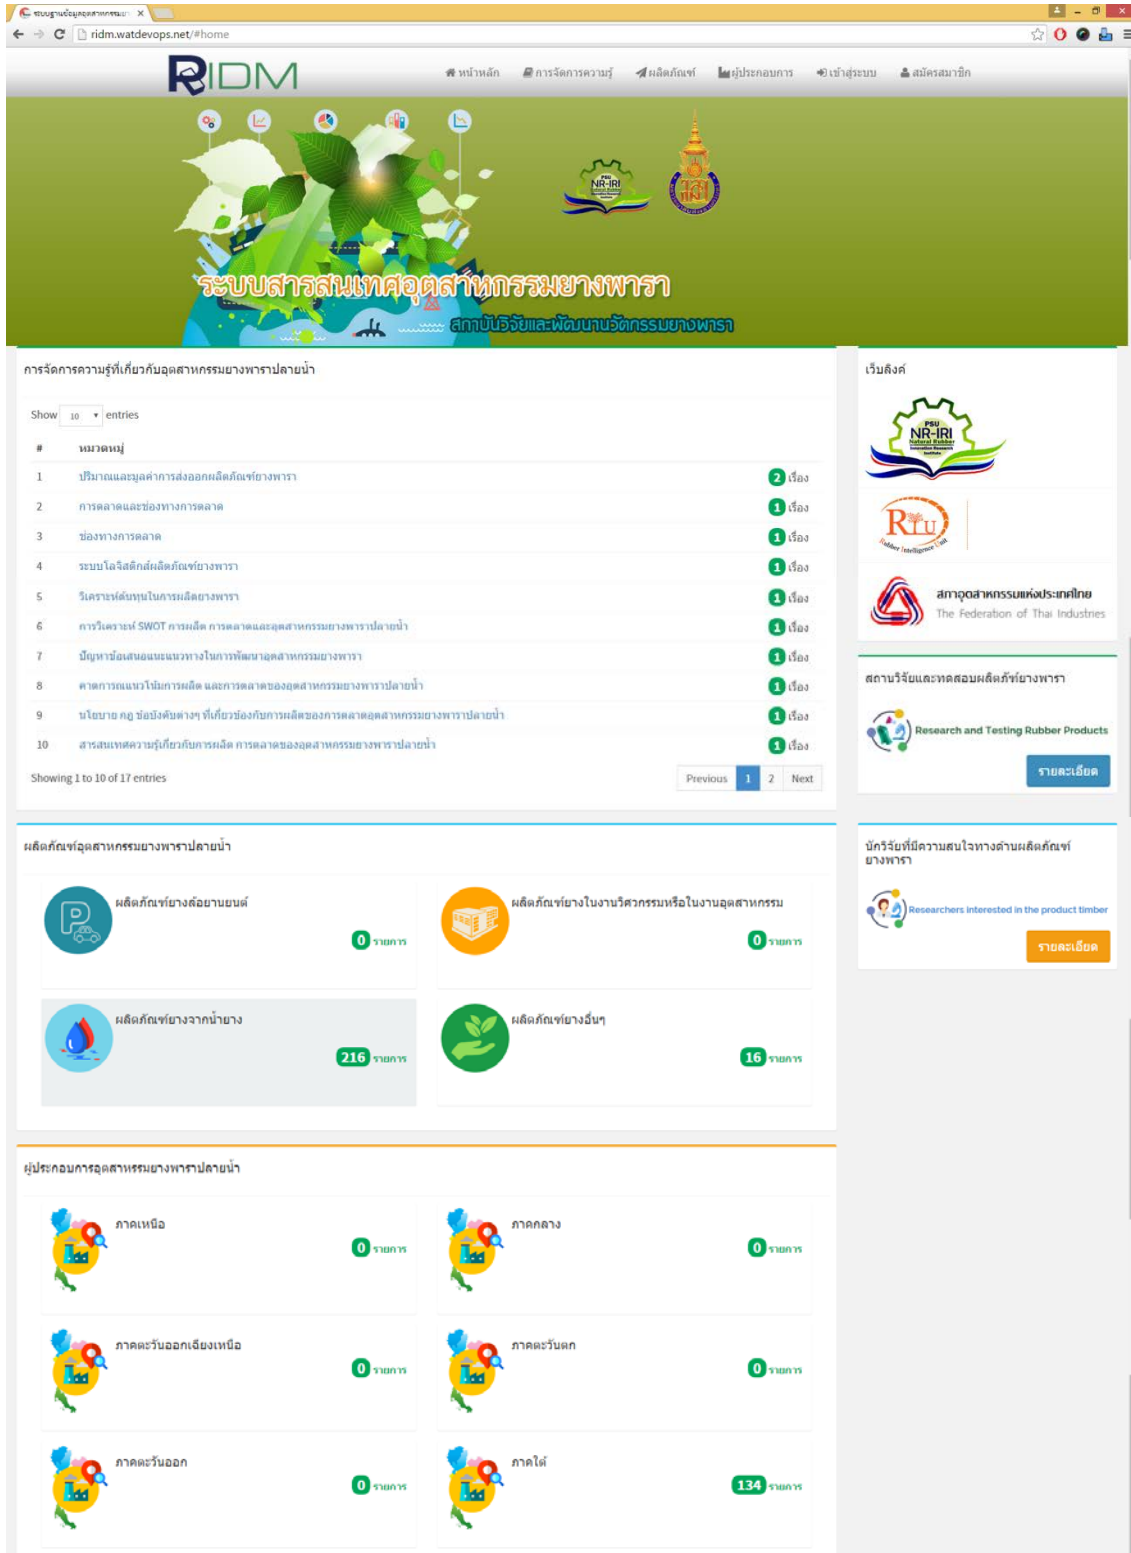 ระบบฐานข้อมูลอุตสาหกรรมยา
ridm.watdevops.net/#home
RIDM
หน้าหลัก การจัดการความรู้ ผลิตภัณฑ์ ผู้ประกอบการ เข้าสู่ระบบ สมัครสมาชิก
PSU
NR-IRI
ระบบสารสนเทศอุตสาหกรรมยางพารา
สถาบันวิจัยและพัฒนานวัตกรรมยางพารา
การจัดการความรู้ที่เกี่ยวกับอุตสาหกรรมยางพาราปลายน้ำ
Show 10 entries
# หมวดหมู่
1 ปริมาณและมูลค่าการส่งออกผลิตภัณฑ์ยางพารา 2 เรื่อง
2 การตลาดและช่องทางการตลาด 1 เรื่อง
3 ช่องทางการตลาด 1 เรื่อง
4 ระบบโลจิสติกส์ผลิตภัณฑ์ยางพารา 1 เรื่อง
5 วิเคราะห์ต้นทุนในการผลิตยางพารา 1 เรื่อง
6 การวิเคราะห์ SWOT การผลิต การตลาดและอุตสาหกรรมยางพาราปลายน้ำ 1 เรื่อง
7 ปัญหาข้อเสนอแนะแนวทางในการพัฒนาอุตสาหกรรมยางพารา 1 เรื่อง
8 คาดการณแนวโน้มการผลิต และการตลาดของอุตสาหกรรมยางพาราปลายน้ำ 1 เรื่อง
9 นโยบาย กฎ ข้อบังคับต่างๆ ที่เกี่ยวข้องกับการผลิตของการตลาดอุตสาหกรรมยางพาราปลายน้ำ 1 เรื่อง
10 สารสนเทศความรู้เกี่ยวกับการผลิต การตลาดของอุตสาหกรรมยางพาราปลายน้ำ 1 เรื่อง
Showing 1 to 10 of 17 entries
Previous 1 2 Next
เว็บลิงค์
PSU
NR-IRI
Natural Rubber
Innovation Research
Institute
RIU
Rubber Intelligence Unit
สภาอุตสาหกรรมแห่งประเทศไทย
The Federation of Thai Industries
สถานวิจัยและทดสอบผลิตภัฑ์ยางพารา
Research and Testing Rubber Products
รายละเอียด
นักวิจัยที่มีความสนใจทางด้านผลิตภัณฑ์
ยางพารา
Researchers interested in the product timber
รายละเอียด
ผลิตภัณฑ์อุตสาหกรรมยางพาราปลายน้ำ
ผลิตภัณฑ์ยางล้อยานยนต์
0 รายการ
ผลิตภัณฑ์ยางในงานวิศวกรรมหรือในงานอุตสาหกรรม
0 รายการ
ผลิตภัณฑ์ยางจากน้ำยาง
216 รายการ
ผลิตภัณฑ์ยางอื่นๆ
16 รายการ
ผู้ประกอบการอุตสาหรรมยางพาราปลายน้ำ
ภาคเหนือ
0 รายการ
ภาคกลาง
0 รายการ
ภาคตะวันออกเฉียงเหนือ
0 รายการ
ภาคตะวันตก
0 รายการ
ภาคตะวันออก
0 รายการ
ภาคใต้
134 รายการ